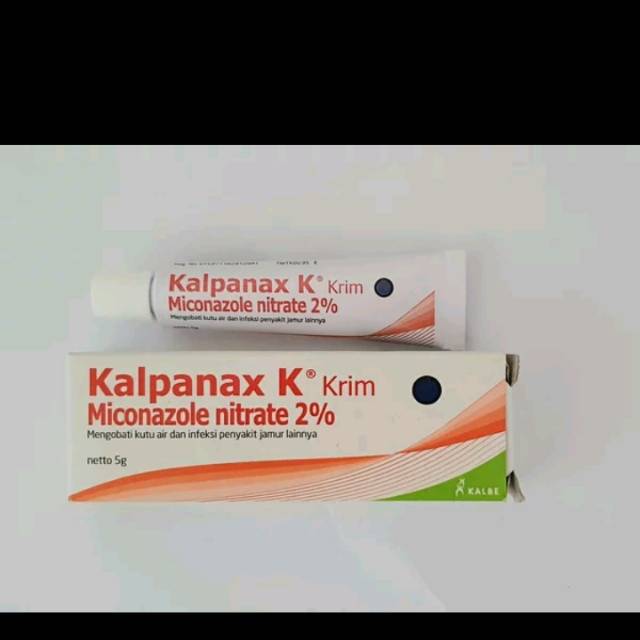 Kalpanax K® Krim
Miconazole nitrate 2%
Mengobati kutu air dan infeksi penyakit jamur lainnya
Kalpanax K® Krim
Miconazole nitrate 2%
Mengobati kutu air dan infeksi penyakit jamur lainnya
netto 5g
KALBE